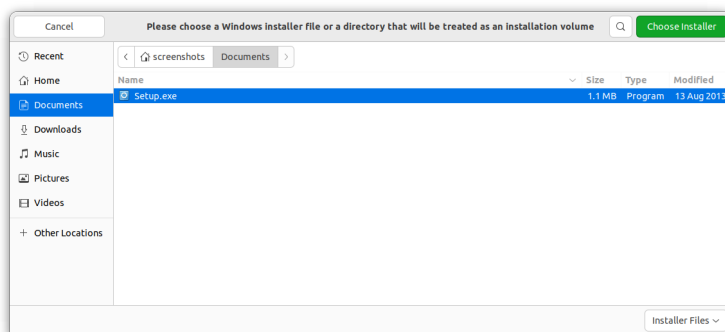 Cancel Please choose a Windows installer file or a directory that will be treated as an installation volume Choose Installer
Recent
Home
Documents
Downloads
Music
Pictures
Videos
+ Other Locations
< screenshots Documents >
Name Size Type Modified
Setup.exe 1.1 MB Program 13 Aug 2013
Installer Files